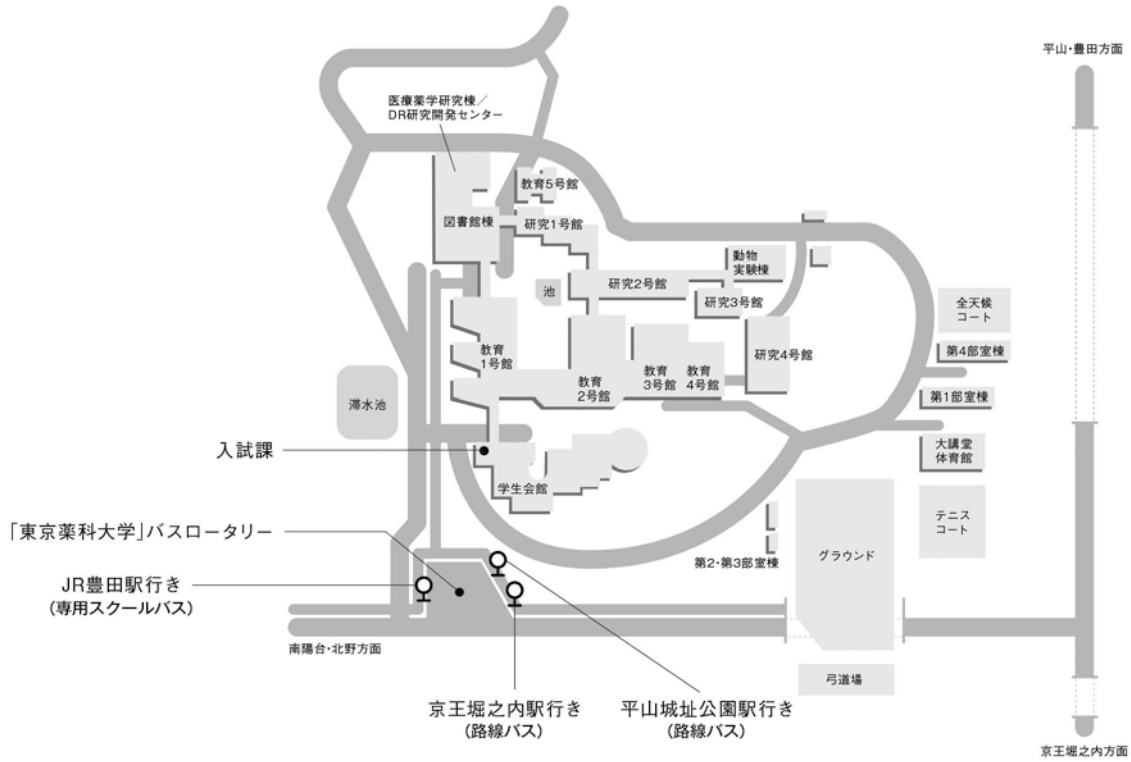 平山・豊田方面
医療薬学研究棟／
DR研究開発センター
教育5号館
図書館棟
研究1号館
動物
実験棟
研究2号館
池
研究3号館
全天候
コート
教育
1号館
研究4号館
第4部室棟
教育
2号館
教育
3号館
教育
4号館
第1部室棟
滞水池
入試課
大講堂
体育館
学生会館
「東京薬科大学」バスロータリー
テニス
コート
グラウンド
第2・第3部室棟
JR豊田駅行き
(専用スクールバス)
南陽台・北野方面
弓道場
京王堀之内駅行き
(路線バス)
平山城址公園駅行き
(路線バス)
京王堀之内方面